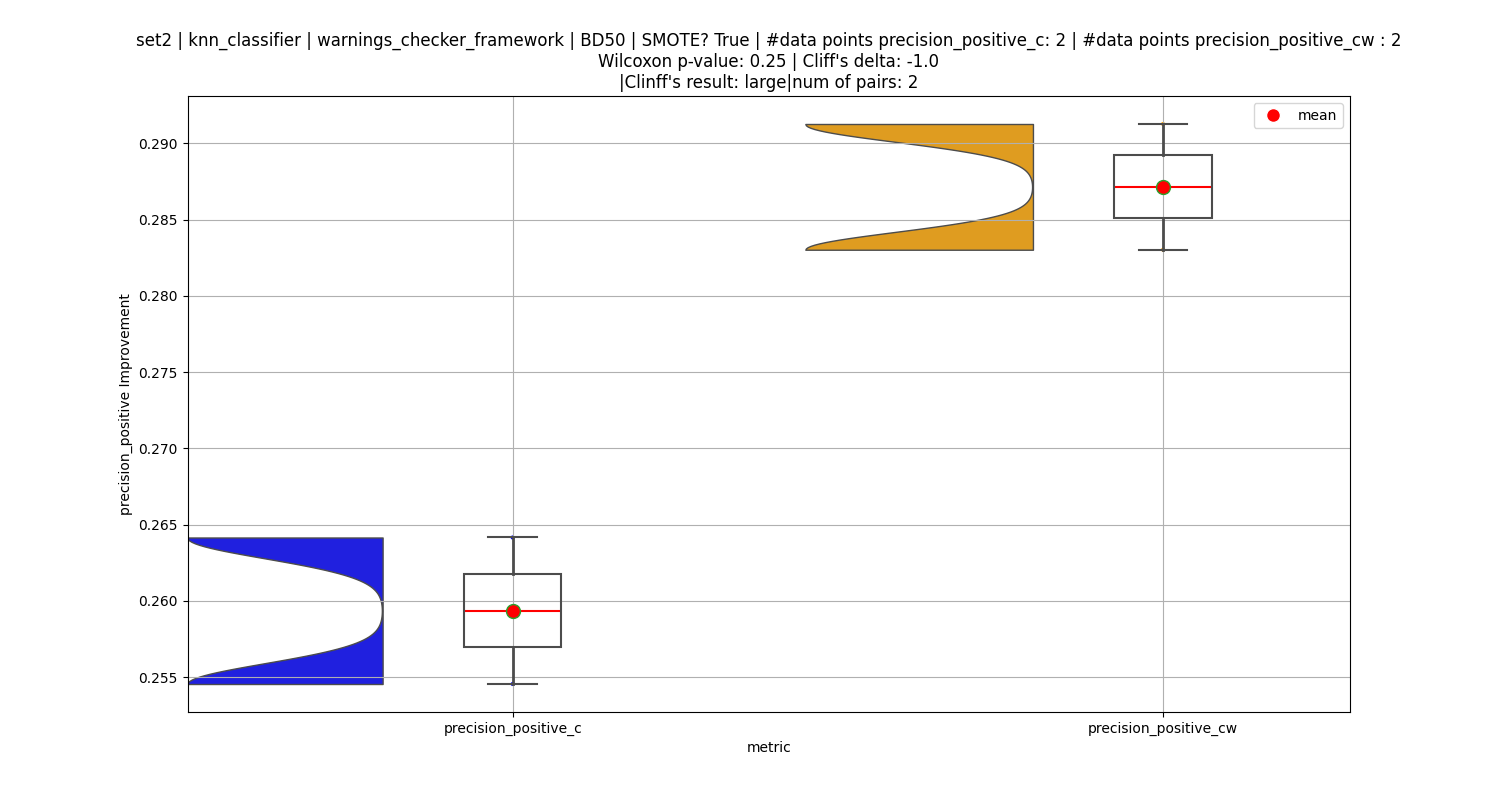 set2 | knn_classifier | warnings_checker_framework | BD50 | SMOTE? True | #data points precision_positive_c: 2 | #data points precision_positive_cw : 2
Wilcoxon p-value: 0.25 | Cliff's delta: -1.0
|Clinff's result: large|num of pairs: 2
mean
0.290
0.285
0.280
0.275
0.270
0.265
0.260
0.255
precision_positive Improvement
precision_positive_c
precision_positive_cw
metric